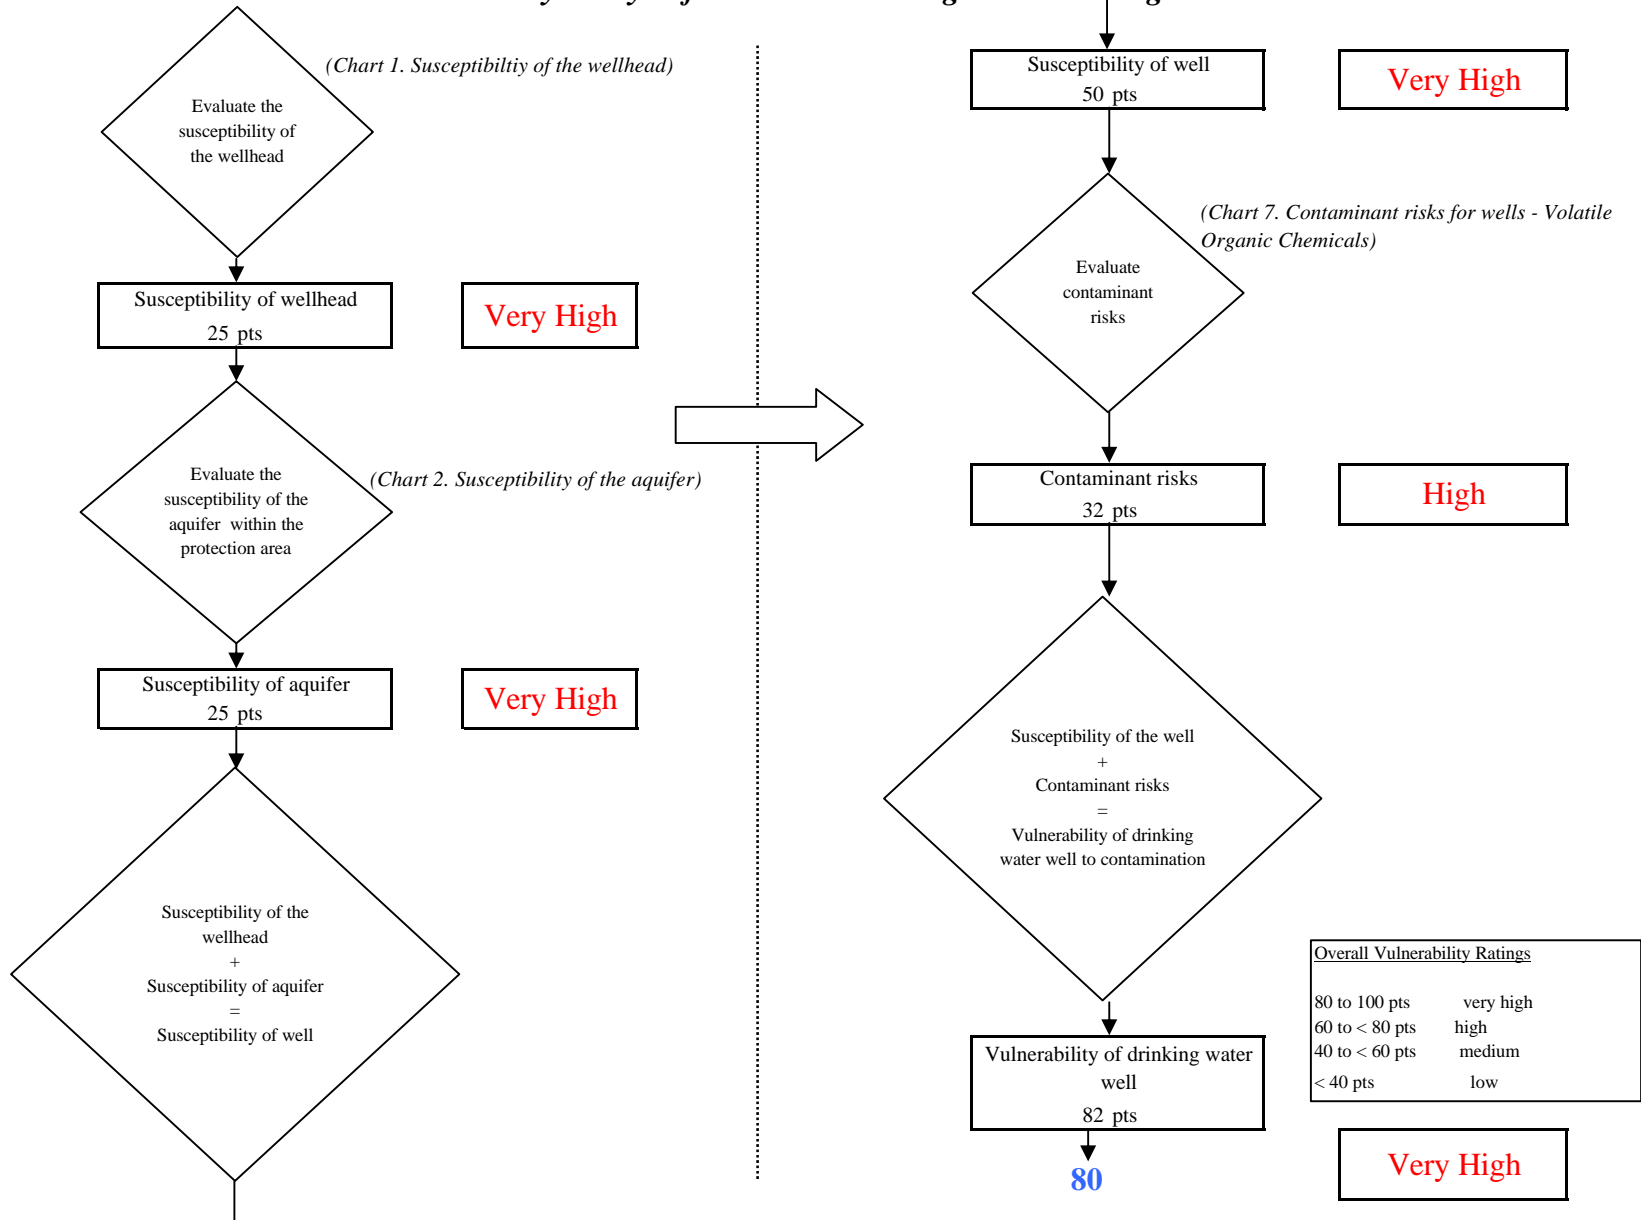 (Chart 1. Susceptibiltiy of the wellhead)
Evaluate the
susceptibility of
the wellhead
Susceptibility of wellhead
25 pts
Very High
Evaluate the
susceptibility of the
aquifer within the
protection area
(Chart 2. Susceptibility of the aquifer)
Susceptibility of aquifer
25 pts
Very High
Susceptibility of the
wellhead
+
Susceptibility of aquifer
=
Susceptibility of well
Susceptibility of well
50 pts
Very High
(Chart 7. Contaminant risks for wells - Volatile
Organic Chemicals)
Evaluate
contaminant
risks
Contaminant risks
32 pts
High
Susceptibility of the well
+
Contaminant risks
=
Vulnerability of drinking
water well to contamination
Overall Vulnerability Ratings
80 to 100 pts very high
60 to < 80 pts high
40 to < 60 pts medium
< 40 pts low
Vulnerability of drinking water
well
82 pts
80
Very High